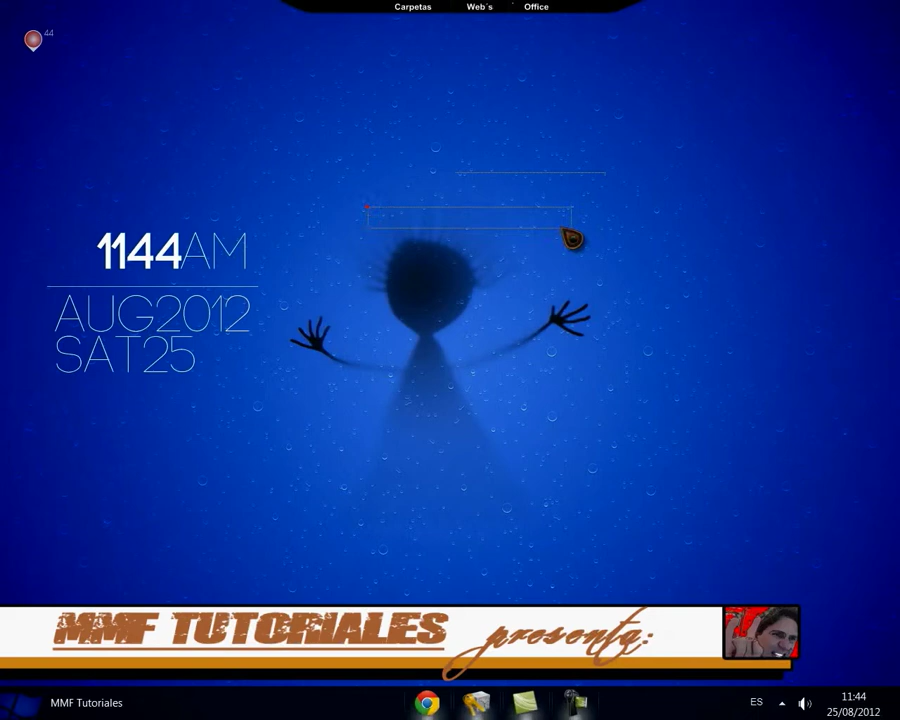 Carpetas Web´s Office
44
1144AM
AUG2012
SAT25
MMF TUTORIALES presenta:
MMF Tutoriales
ES
11:44
25/08/2012